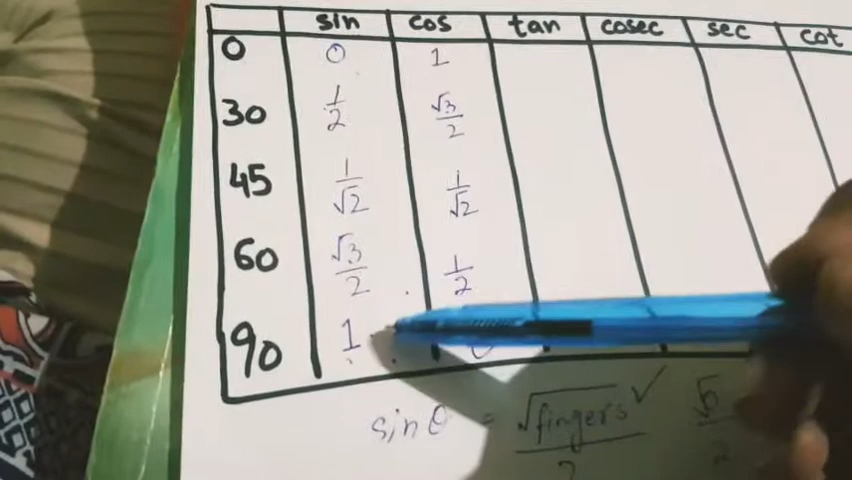 sin cos tan cosec sec cot
0 0 1
30 1/2 √3/2
45 1/√2 1/√2
60 √3/2 1/2
90 1
sinθ = √fingers/2 ✓